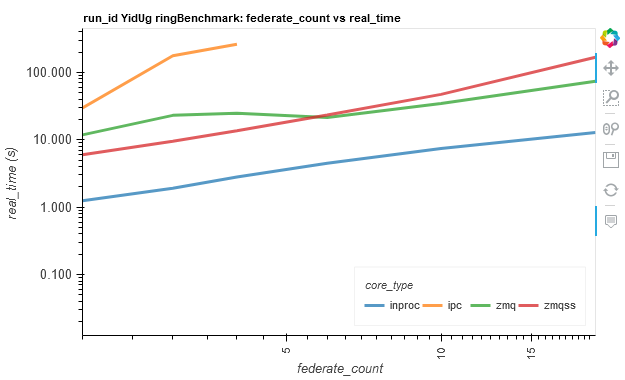 run_id YidUg ringBenchmark: federate_count vs real_time
100.000
10.000
1.000
0.100
real_time (s)
core_type
inproc ipc zmq zmqss
5 10 15
federate_count